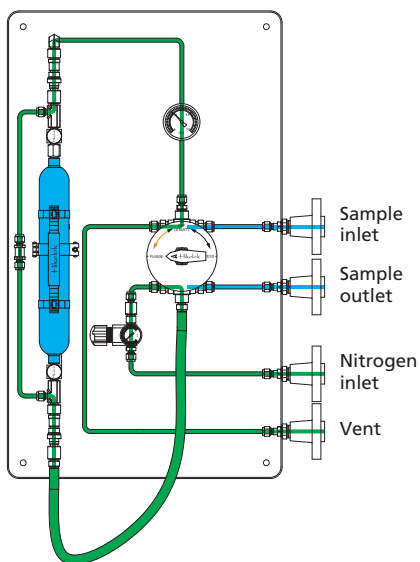 PURGE
Sample
inlet
Sample
outlet
Nitrogen
inlet
Vent